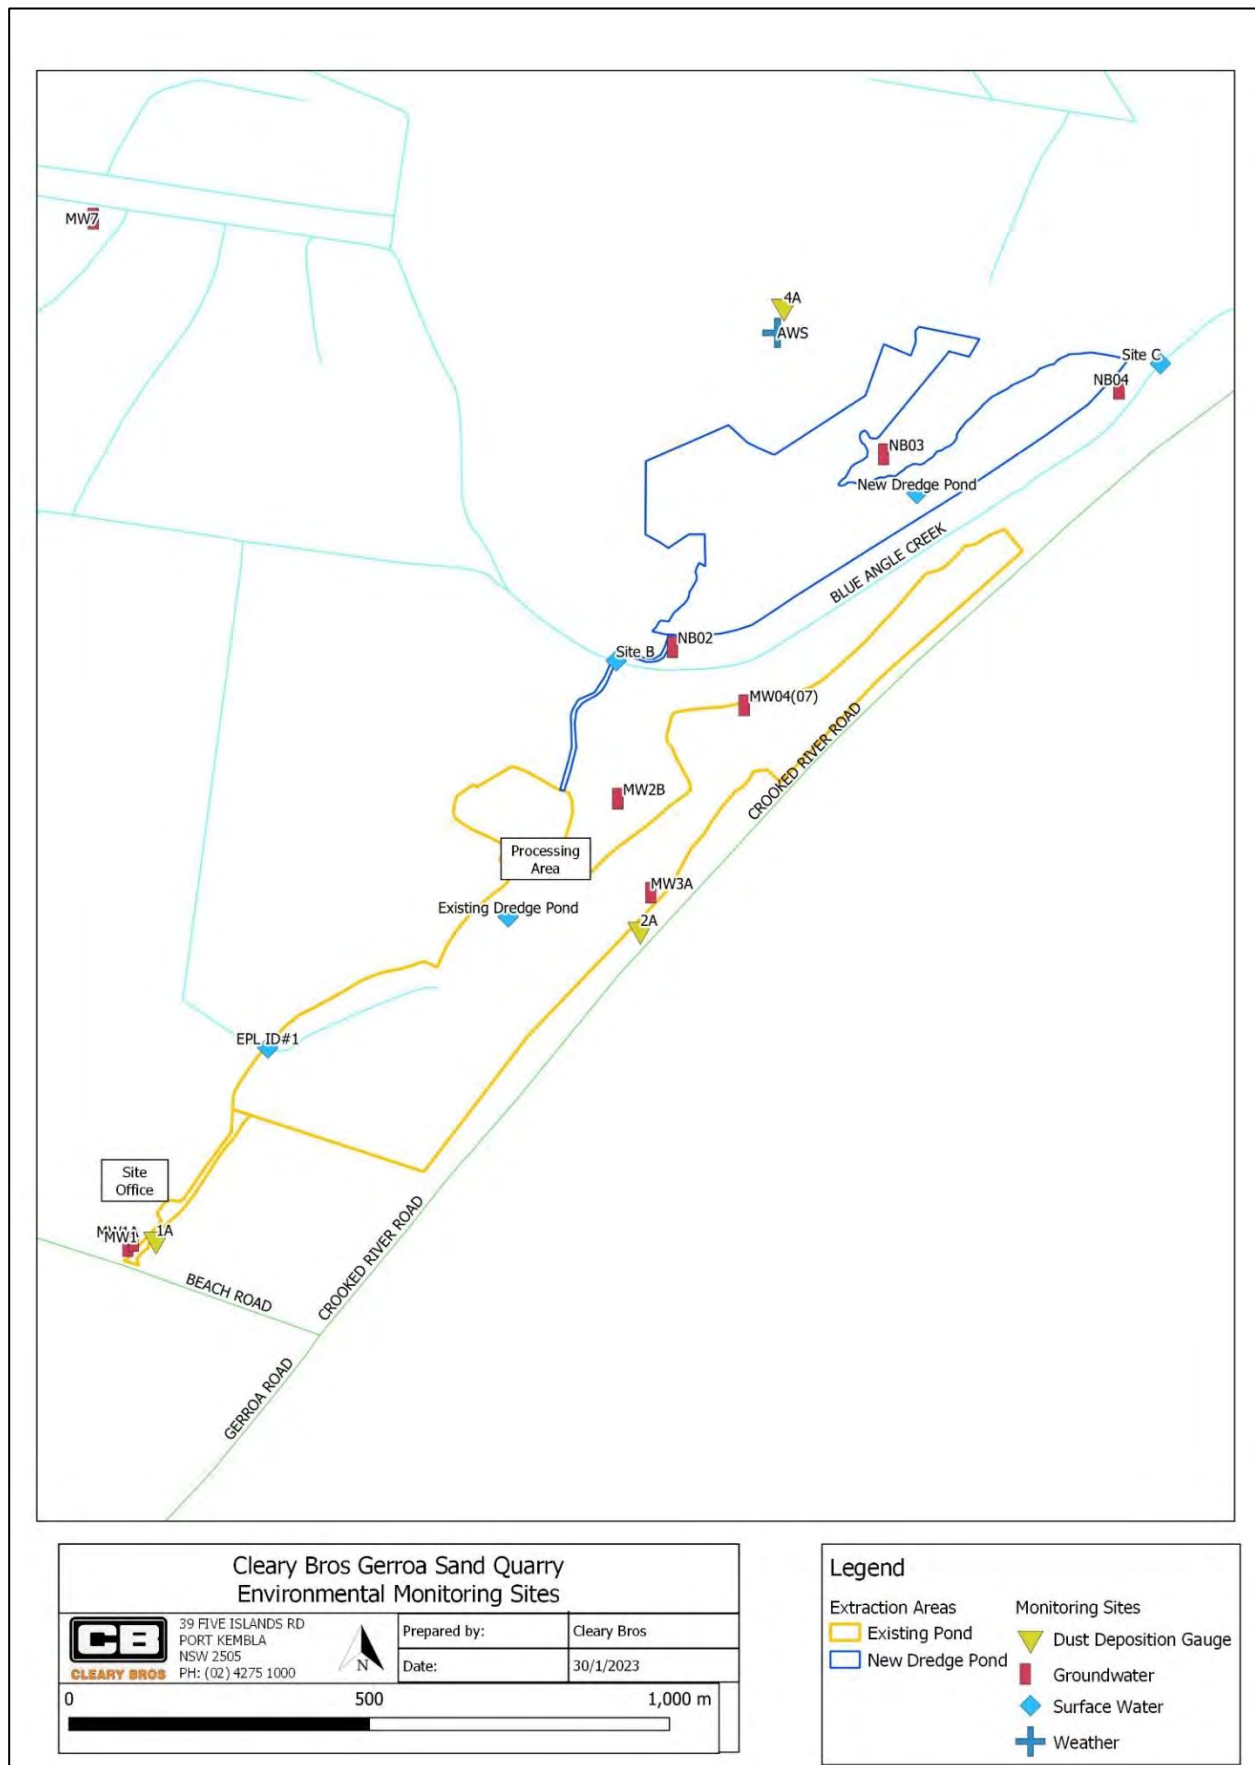 MW7
4A
AWS
Site C
NB04
NB03
New Dredge Pond
BLUE ANGLE CREEK
NB02
Site B
MW04(07)
CROOKED RIVER ROAD
MW2B
Processing
Area
MW3A
Existing Dredge Pond
2A
EPL ID#1
Site
Office
MW1A
MW1
1A
BEACH ROAD
CROOKED RIVER ROAD
GERROA ROAD
Cleary Bros Gerroa Sand Quarry
Environmental Monitoring Sites
CB
CLEARY BROS
39 FIVE ISLANDS RD
PORT KEMBLA
NSW 2505
PH: (02) 4275 1000
N
Prepared by:
Cleary Bros
Date:
30/1/2023
0 500 1,000 m
Legend
Extraction Areas
Existing Pond
New Dredge Pond
Monitoring Sites
Dust Deposition Gauge
Groundwater
Surface Water
Weather